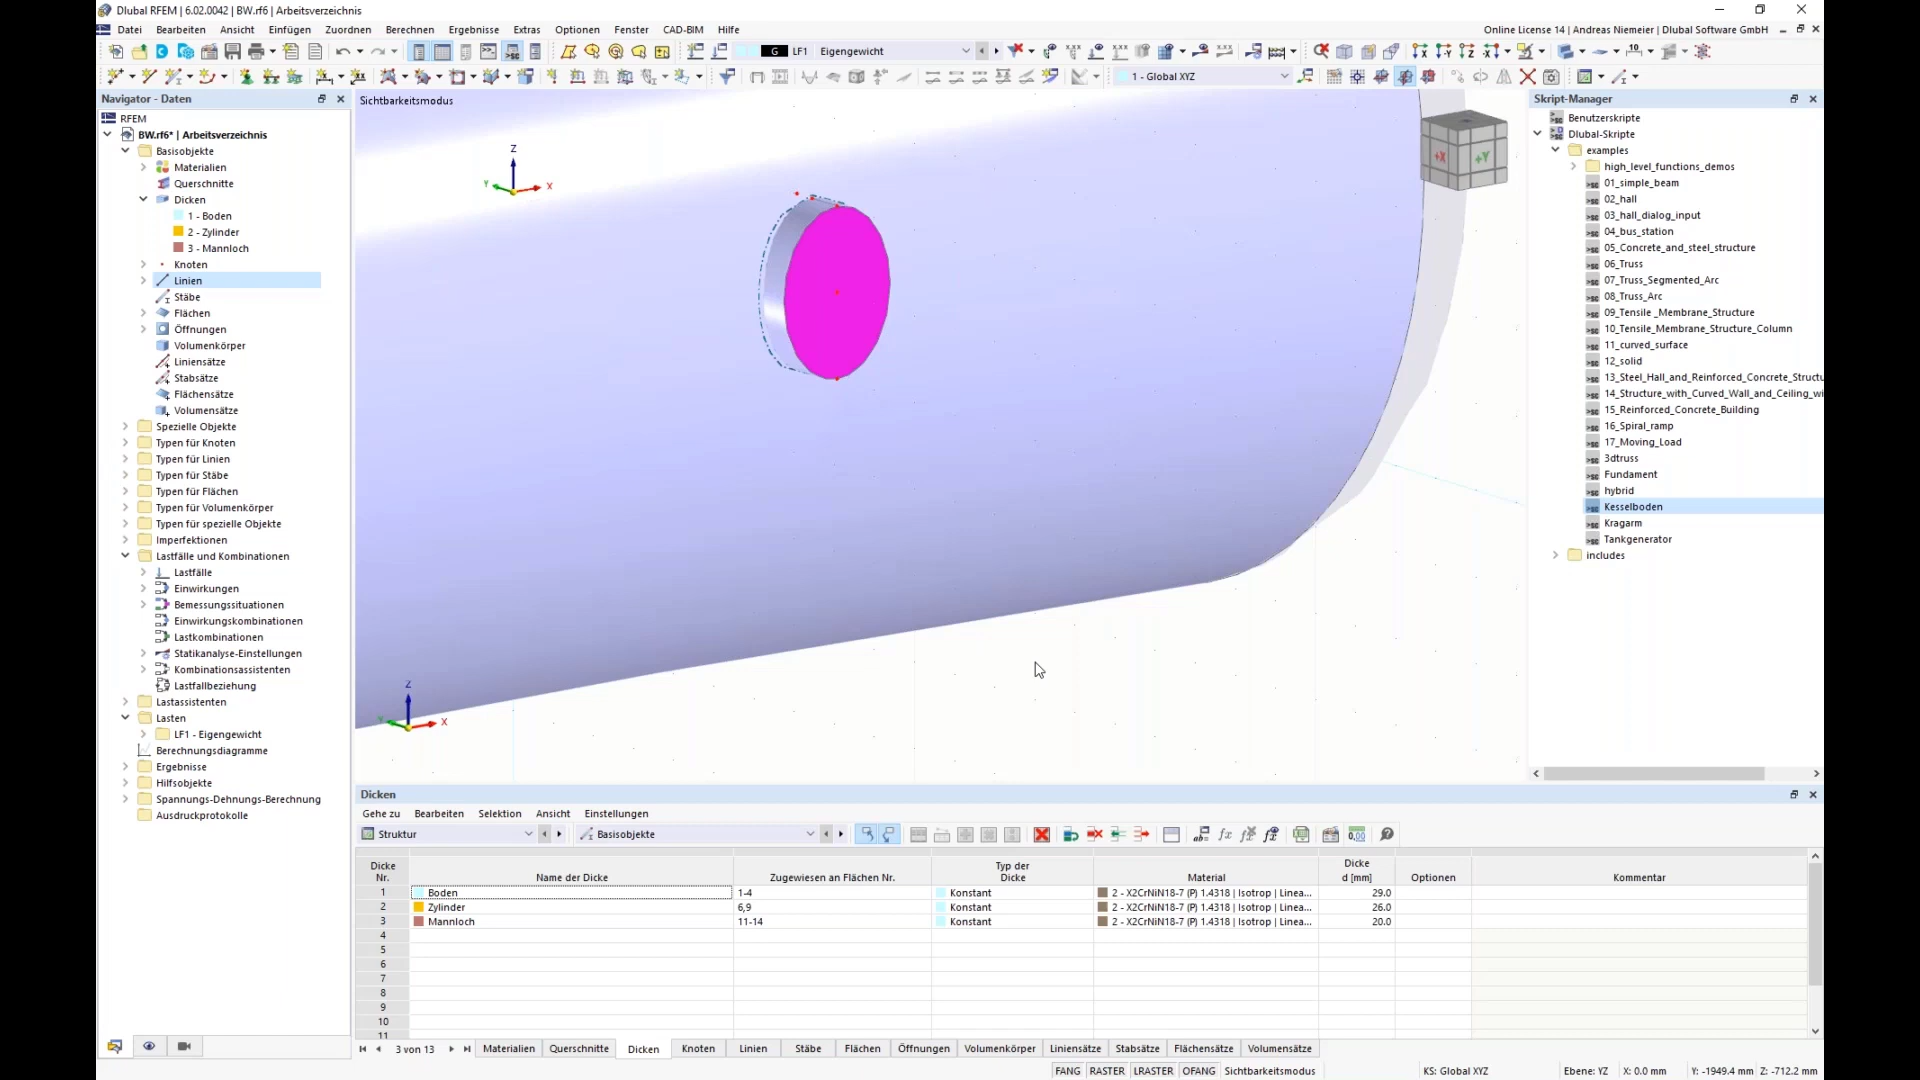 Dlubal RFEM | 6.02.0042 | BW.rf6 | Arbeitsverzeichnis
Datei Bearbeiten Ansicht Einfügen Zuordnen Berechnen Ergebnisse Extras Optionen Fenster CAD-BIM Hilfe
Online License 14 | Andreas Niemeier | Dlubal Software GmbH
G LF1 Eigengewicht
1 - Global XYZ
Navigator - Daten
RFEM
BW.rf6* | Arbeitsverzeichnis
Basisobjekte
Materialien
Querschnitte
Dicken
1 - Boden
2 - Zylinder
3 - Mannloch
Knoten
Linien
Stäbe
Flächen
Öffnungen
Volumenkörper
Liniensätze
Stabsätze
Flächensätze
Volumensätze
Spezielle Objekte
Typen für Knoten
Typen für Linien
Typen für Stäbe
Typen für Flächen
Typen für Volumenkörper
Typen für spezielle Objekte
Imperfektionen
Lastfälle und Kombinationen
Lastfälle
Einwirkungen
Bemessungssituationen
Einwirkungskombinationen
Lastkombinationen
Statikanalyse-Einstellungen
Kombinationsassistenten
Lastfallbeziehung
Lastassistenten
Lasten
LF1 - Eigengewicht
Berechnungsdiagramme
Ergebnisse
Hilfsobjekte
Spannungs-Dehnungs-Berechnung
Ausdruckprotokolle
Sichtbarkeitsmodus
Z
Y
X
+X
+Y
Z
Y
X
Skript-Manager
Benutzerskripte
Dlubal-Skripte
examples
high_level_functions_demos
01_simple_beam
02_hall
03_hall_dialog_input
04_bus_station
05_Concrete_and_steel_structure
06_Truss
07_Truss_Segmented_Arc
08_Truss_Arc
09_Tensile _Membrane_Structure
10_Tensile_Membrane_Structure_Column
11_curved_surface
12_solid
13_Steel_Hall_and_Reinforced_Concrete_Structu
14_Structure_with_Curved_Wall_and_Ceiling_wi
15_Reinforced_Concrete_Building
16_Spiral_ramp
17_Moving_Load
3dtruss
Fundament
hybrid
Kesselboden
Kragarm
Tankgenerator
includes
Dicken
Gehe zu Bearbeiten Selektion Ansicht Einstellungen
Struktur Basisobjekte
Dicke Nr. Name der Dicke Zugewiesen an Flächen Nr. Typ der Dicke Material Dicke d [mm] Optionen Kommentar
1 Boden 1-4 Konstant 2 - X2CrNiN18-7 (P) 1.4318 | Isotrop | Linea... 29.0
2 Zylinder 6,9 Konstant 2 - X2CrNiN18-7 (P) 1.4318 | Isotrop | Linea... 26.0
3 Mannloch 11-14 Konstant 2 - X2CrNiN18-7 (P) 1.4318 | Isotrop | Linea... 20.0
4
5
6
7
8
9
10
11
3 von 13 Materialien Querschnitte Dicken Knoten Linien Stäbe Flächen Öffnungen Volumenkörper Liniensätze Stabsätze Flächensätze Volumensätze
FANG RASTER LRASTER OFANG Sichtbarkeitsmodus KS: Global XYZ Ebene: YZ X: 0.0 mm Y: -1949.4 mm Z: -712.2 mm